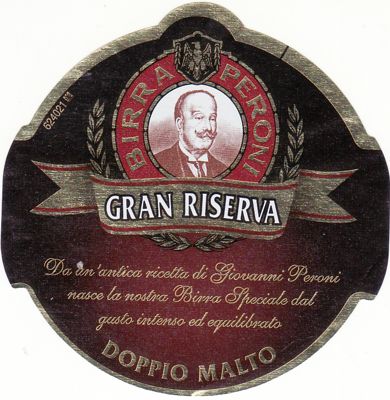 BIRRA PERONI
624021
GRAN RISERVA
Da un'antica ricetta di Giovanni Peroni
nasce la nostra Birra Speciale dal
gusto intenso ed equilibrato
DOPPIO MALTO